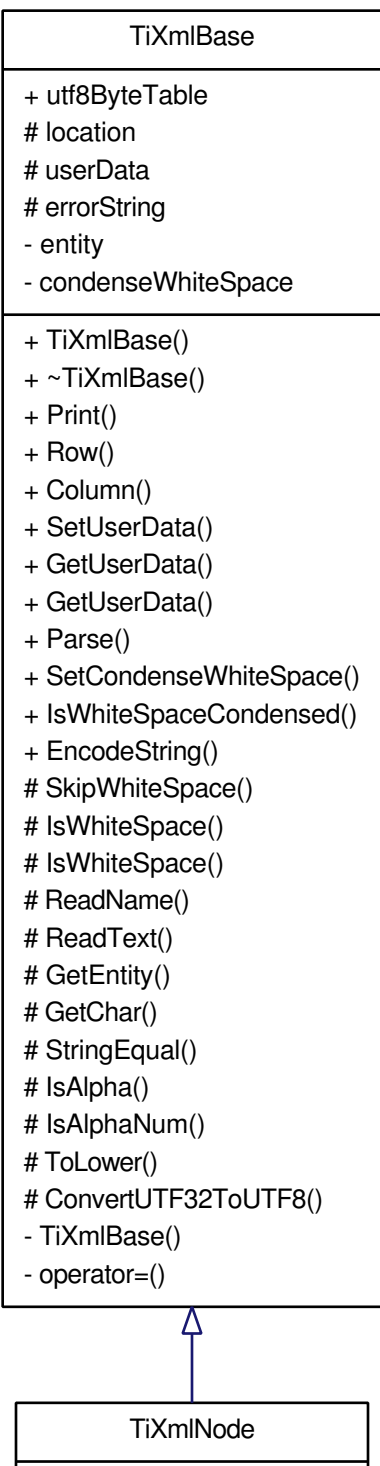 TiXmlBase
+ utf8ByteTable
# location
# userData
# errorString
- entity
- condenseWhiteSpace
+ TiXmlBase()
+ ~TiXmlBase()
+ Print()
+ Row()
+ Column()
+ SetUserData()
+ GetUserData()
+ GetUserData()
+ Parse()
+ SetCondenseWhiteSpace()
+ IsWhiteSpaceCondensed()
+ EncodeString()
# SkipWhiteSpace()
# IsWhiteSpace()
# IsWhiteSpace()
# ReadName()
# ReadText()
# GetEntity()
# GetChar()
# StringEqual()
# IsAlpha()
# IsAlphaNum()
# ToLower()
# ConvertUTF32ToUTF8()
- TiXmlBase()
- operator=()
TiXmlNode